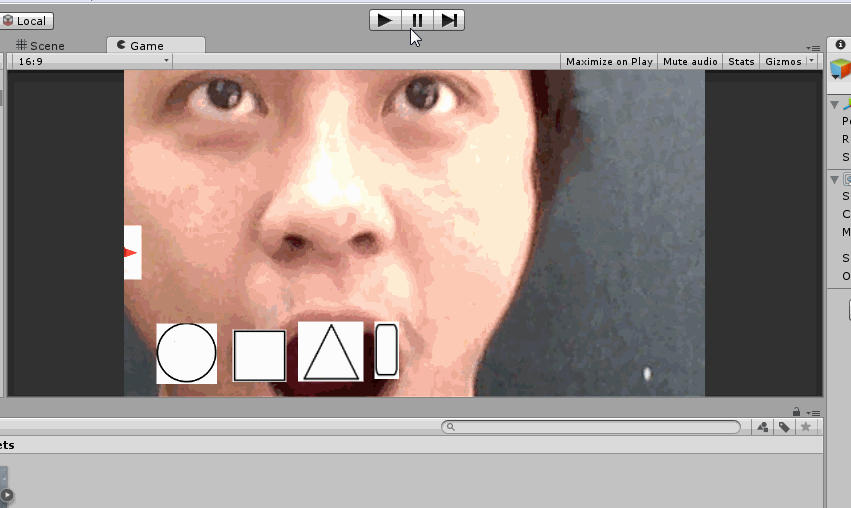 Local
Scene
Game
16:9
Maximize on Play
Mute audio
Stats
Gizmos
P
R
S
S
C
M
S
O
ets